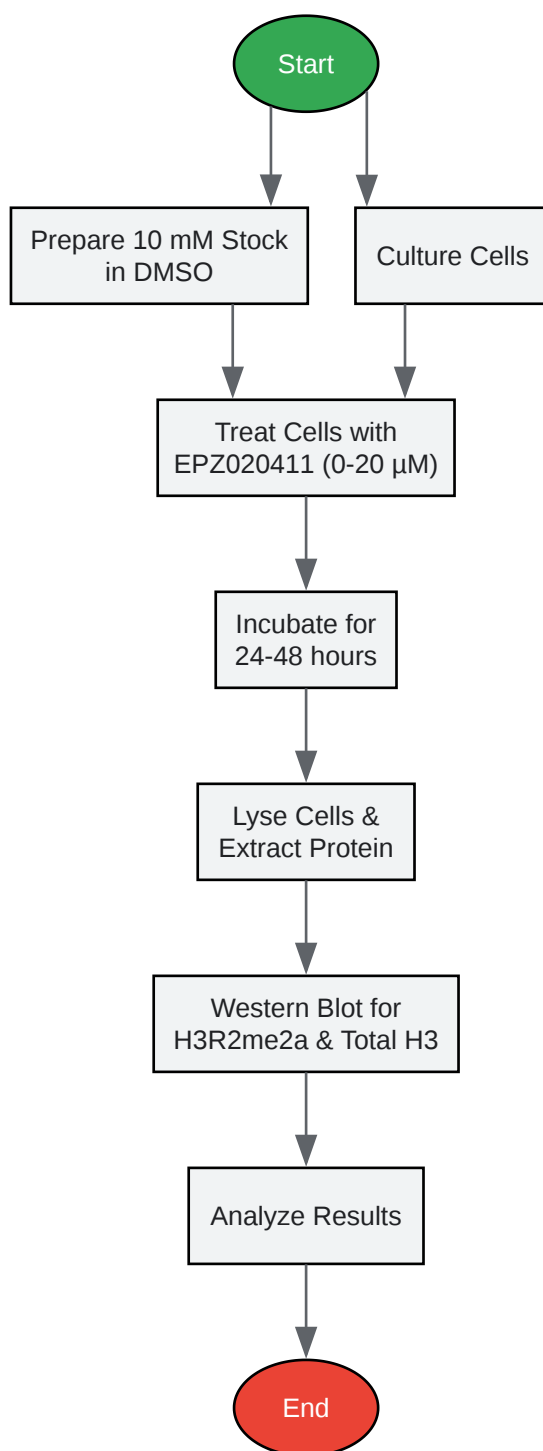 Start
Prepare 10 mM Stock
in DMSO
Culture Cells
Treat Cells with
EPZ020411 (0-20 µM)
Incubate for
24-48 hours
Lyse Cells &
Extract Protein
Western Blot for
H3R2me2a & Total H3
Analyze Results
End